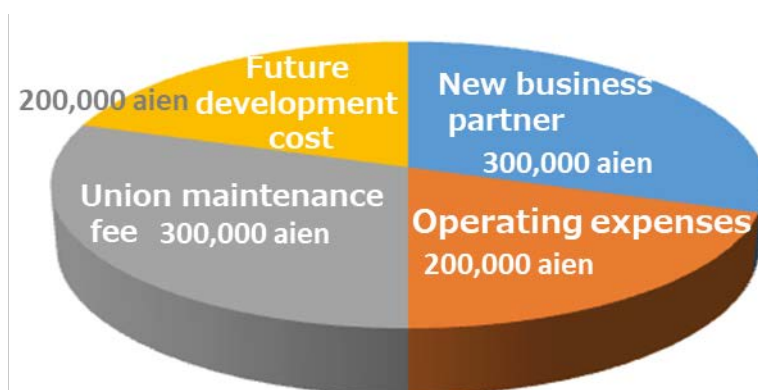 Future
development
cost
200,000 aien
New business
partner
300,000 aien
Union maintenance
fee 300,000 aien
Operating expenses
200,000 aien